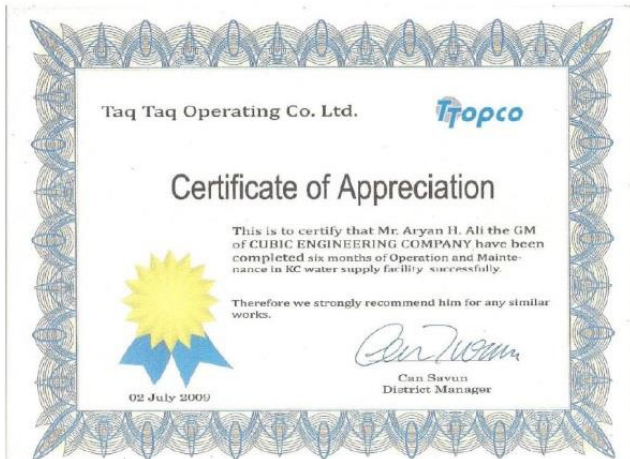 Taq Taq Operating Co. Ltd.
TTopco
Certificate of Appreciation
This is to certify that Mr. Aryan H. Ali the GM
of CUBIC ENGINEERING COMPANY have been
completed six months of Operation and Mainte-
nance in KC water supply facility successfully.
Therefore we strongly recommend him for any similar
works.
Can Savun
District Manager
02 July 2009